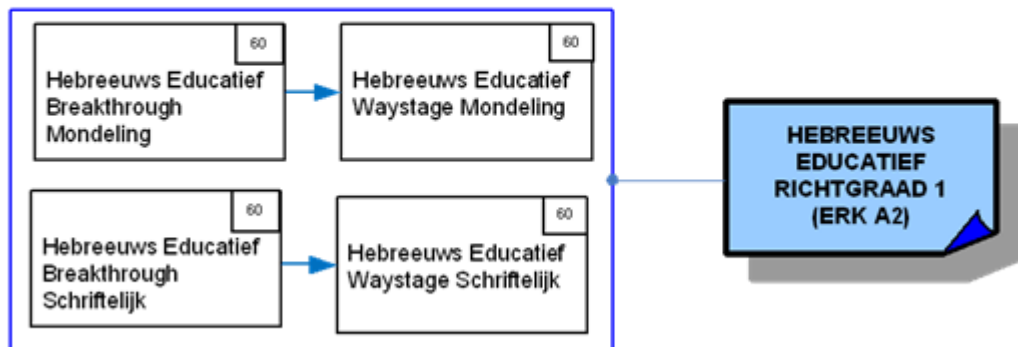 60
Hebreeuws Educatief
Breakthrough
Mondeling
60
Hebreeuws Educatief
Waystage Mondeling
60
Hebreeuws Educatief
Breakthrough
Schriftelijk
60
Hebreeuws Educatief
Waystage Schriftelijk
HEBREEUWS
EDUCATIEF
RICHTGRAAD 1
(ERK A2)